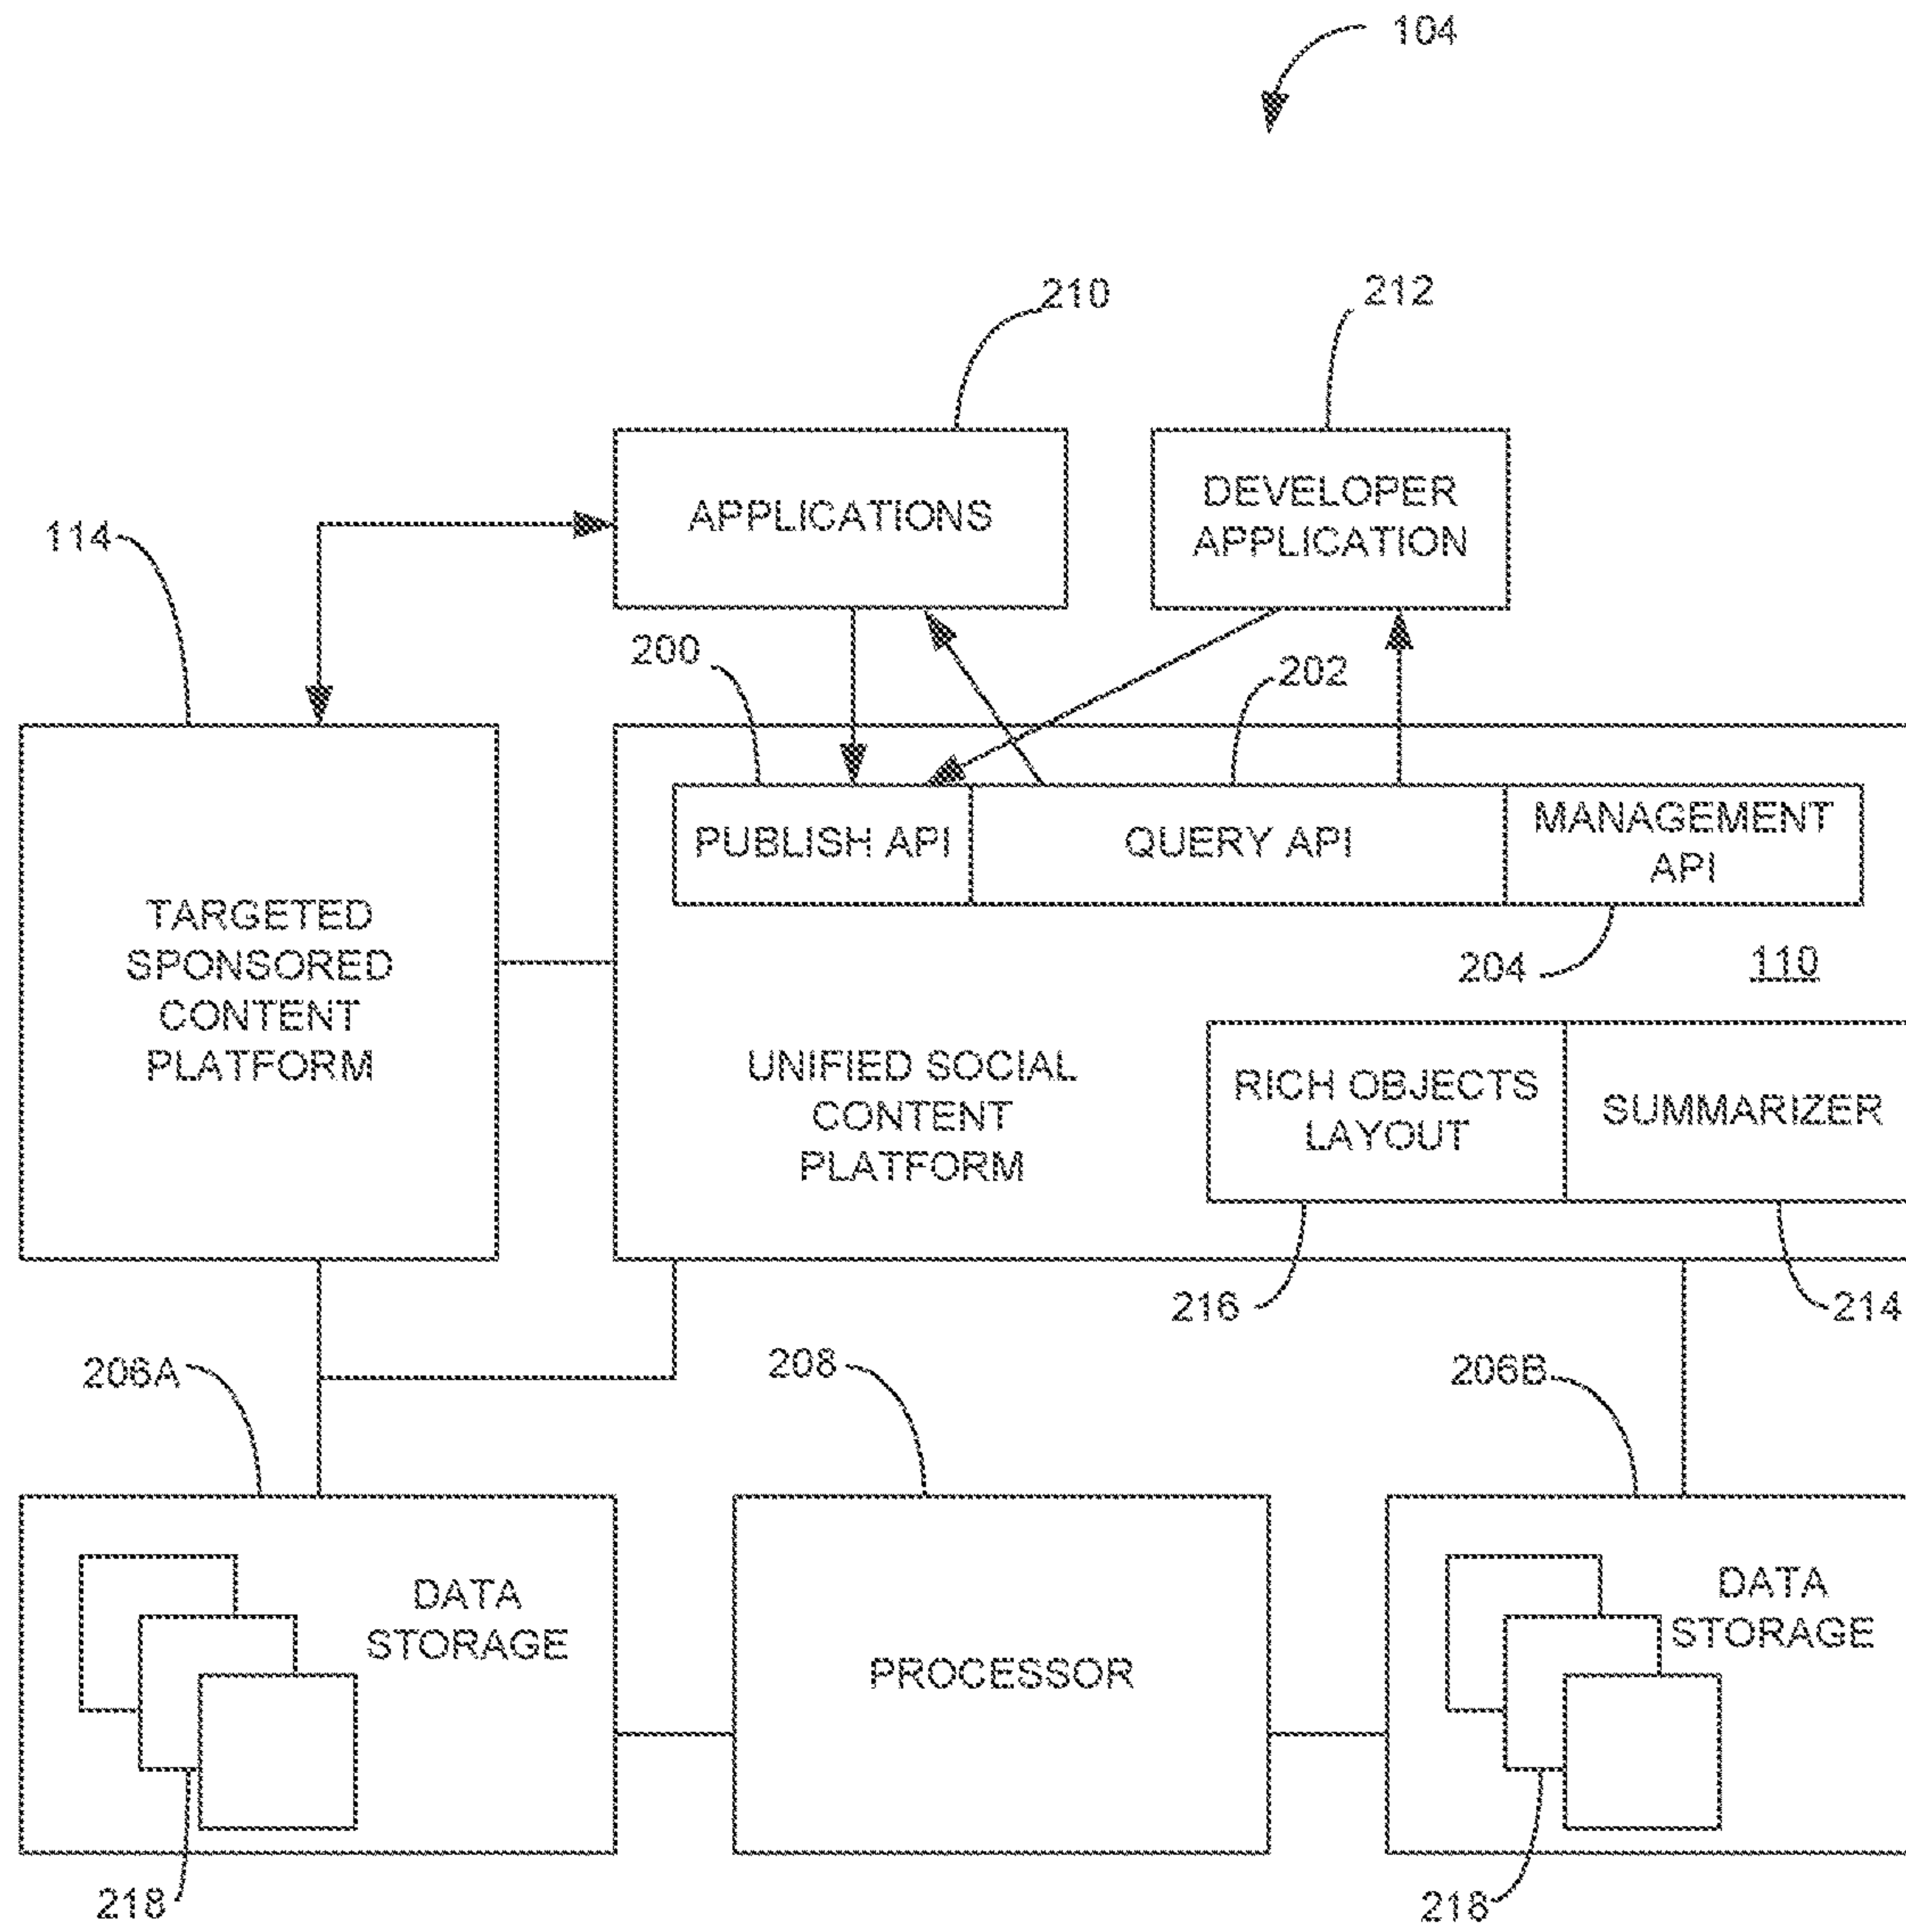 104
210
212
APPLICATIONS
DEVELOPER
APPLICATION
114
200
202
PUBLISH API
QUERY API
MANAGEMENT
API
TARGETED
SPONSORED
CONTENT
PLATFORM
204
110
UNIFIED SOCIAL
CONTENT
PLATFORM
RICH OBJECTS
LAYOUT
SUMMARIZER
216
214
206A
208
206B
DATA
STORAGE
PROCESSOR
DATA
STORAGE
218
218